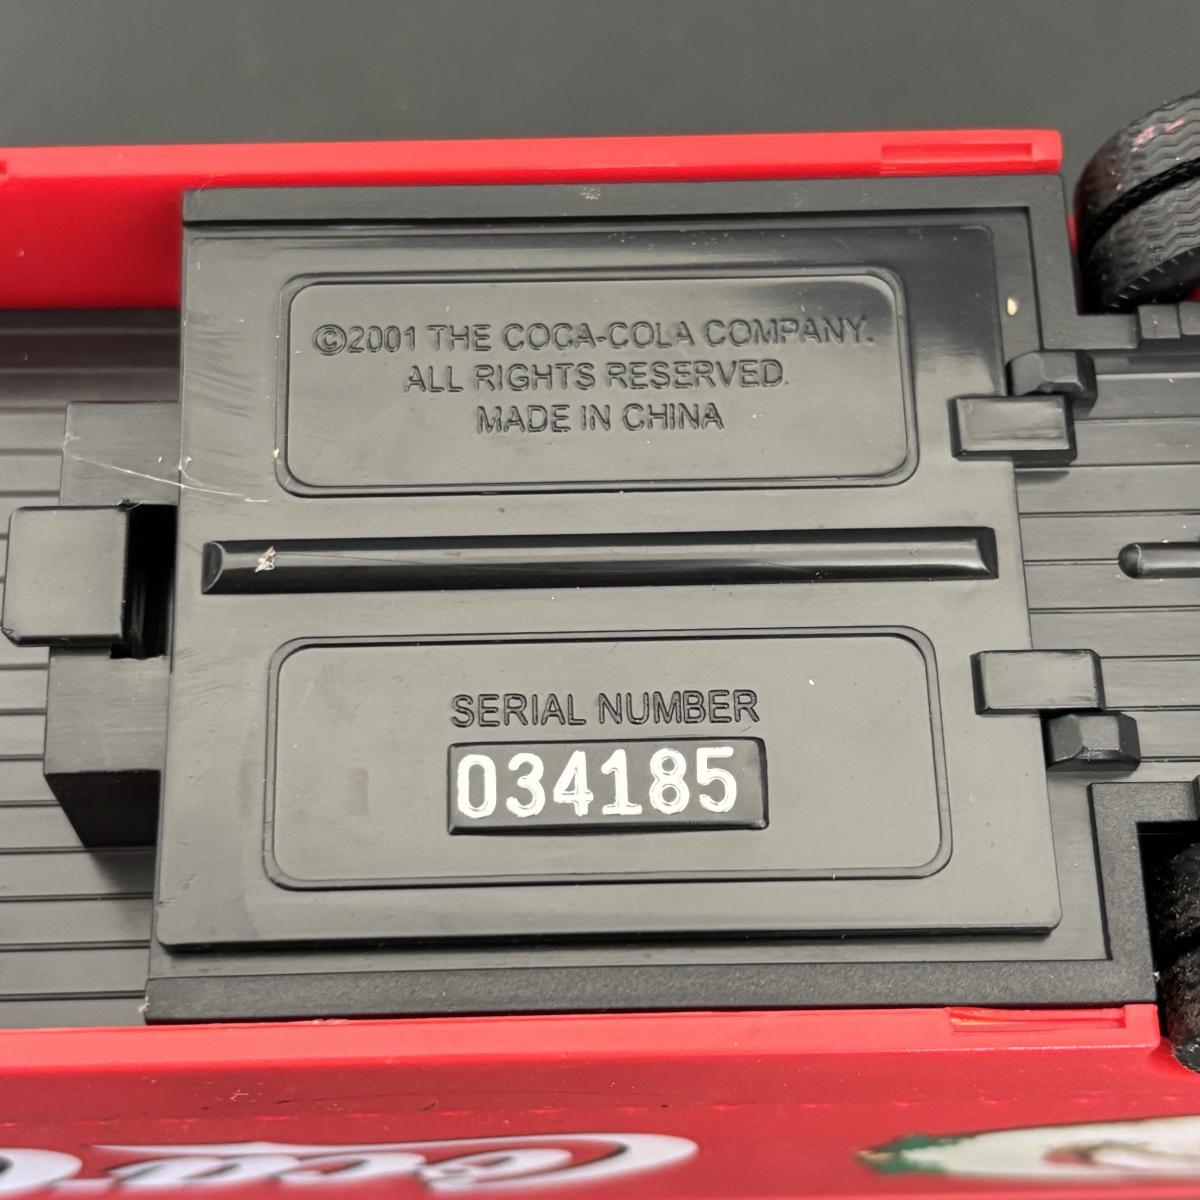 ©2001 THE COCA-COLA COMPANY.
ALL RIGHTS RESERVED.
MADE IN CHINA
SERIAL NUMBER
034185